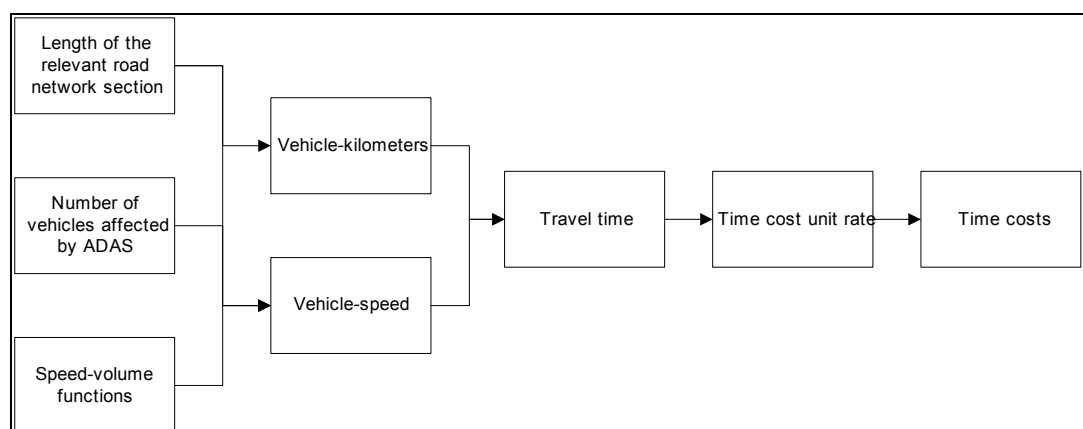 Length of the
relevant road
network section
Number of
vehicles affected
by ADAS
Speed-volume
functions
Vehicle-kilometers
Vehicle-speed
Travel time
Time cost unit rate
Time costs